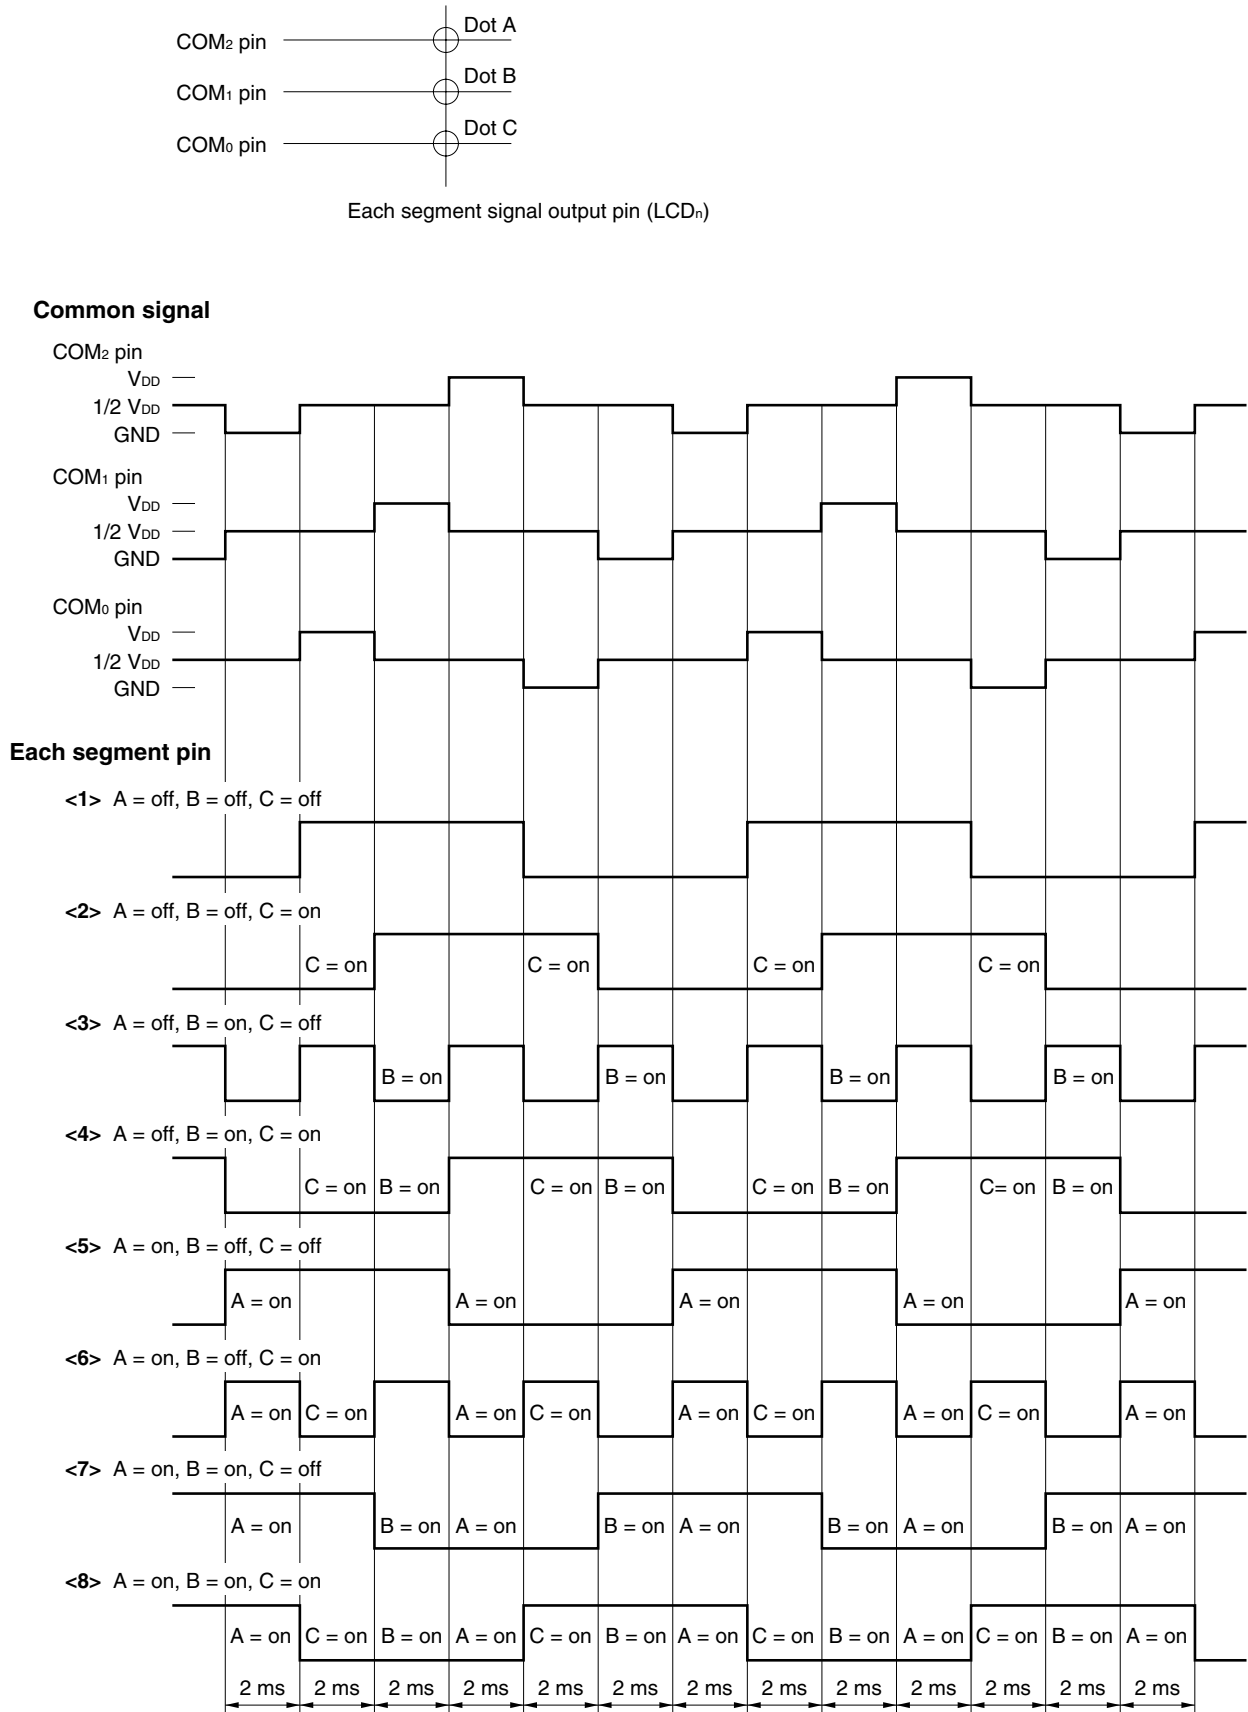 COM₂ pin Dot A
COM₁ pin Dot B
COM₀ pin Dot C
Each segment signal output pin (LCDₙ)
Common signal
COM₂ pin
VDD
1/2 VDD
GND
COM₁ pin
VDD
1/2 VDD
GND
COM₀ pin
VDD
1/2 VDD
GND
Each segment pin
<1> A = off, B = off, C = off
<2> A = off, B = off, C = on
C = on C = on C = on C = on
<3> A = off, B = on, C = off
B = on B = on B = on B = on
<4> A = off, B = on, C = on
C = on B = on C = on B = on C = on B = on C= on B = on
<5> A = on, B = off, C = off
A = on A = on A = on A = on A = on
<6> A = on, B = off, C = on
A = on C = on A = on C = on A = on C = on A = on C = on A = on
<7> A = on, B = on, C = off
A = on B = on A = on B = on A = on B = on A = on B = on A = on
<8> A = on, B = on, C = on
A = on C = on B = on A = on C = on B = on A = on C = on B = on A = on C = on B = on A = on
2 ms 2 ms 2 ms 2 ms 2 ms 2 ms 2 ms 2 ms 2 ms 2 ms 2 ms 2 ms 2 ms